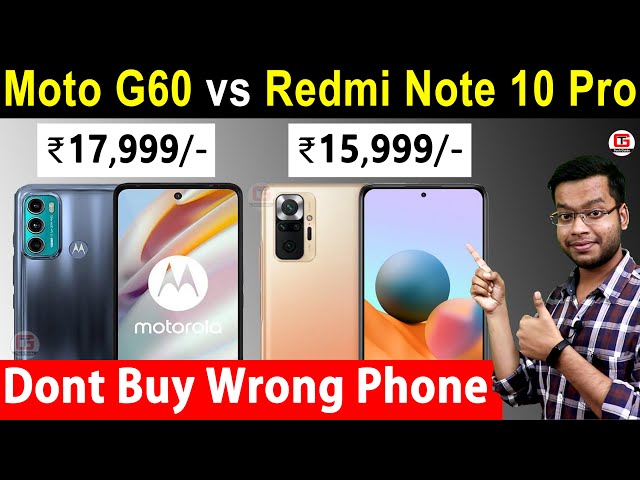 Moto G60 vs Redmi Note 10 Pro
₹17,999/-
₹15,999/-
motorola
Dont Buy Wrong Phone